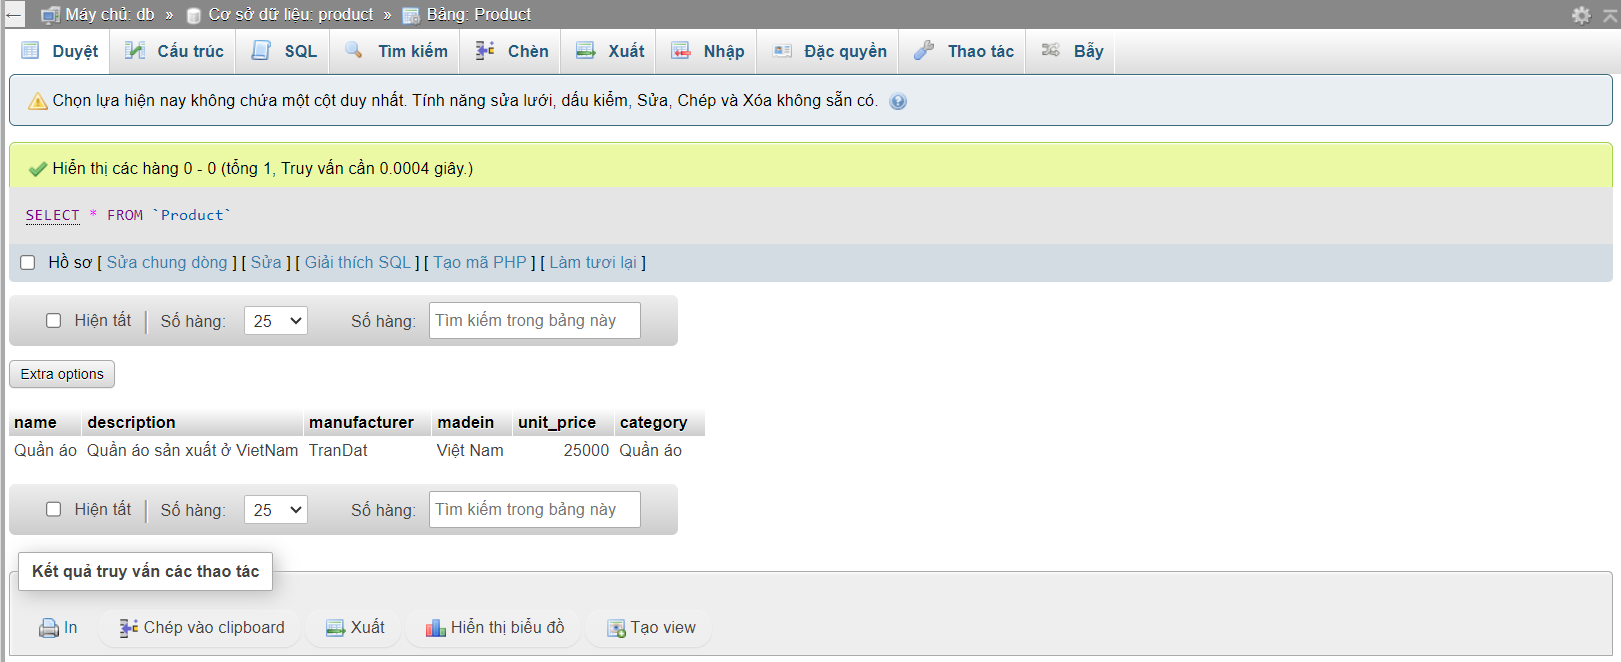 Máy chủ: db » Cơ sở dữ liệu: product » Bảng: Product
Duyệt Cấu trúc SQL Tìm kiếm Chèn Xuất Nhập Đặc quyền Thao tác Bẫy
Chọn lựa hiện nay không chứa một cột duy nhất. Tính năng sửa lưới, dấu kiểm, Sửa, Chép và Xóa không sẵn có.
Hiển thị các hàng 0 - 0 (tổng 1, Truy vấn cần 0.0004 giây.)
SELECT * FROM `Product`
Hồ sơ [ Sửa chung dòng ] [ Sửa ] [ Giải thích SQL ] [ Tạo mã PHP ] [ Làm tươi lại ]
Hiện tất | Số hàng: 25 Số hàng: Tìm kiếm trong bảng này
Extra options
name description manufacturer madein unit_price category
Quần áo Quần áo sản xuất ở VietNam TranDat Việt Nam 25000 Quần áo
Hiện tất | Số hàng: 25 Số hàng: Tìm kiếm trong bảng này
Kết quả truy vấn các thao tác
In Chép vào clipboard Xuất Hiển thị biểu đồ Tạo view